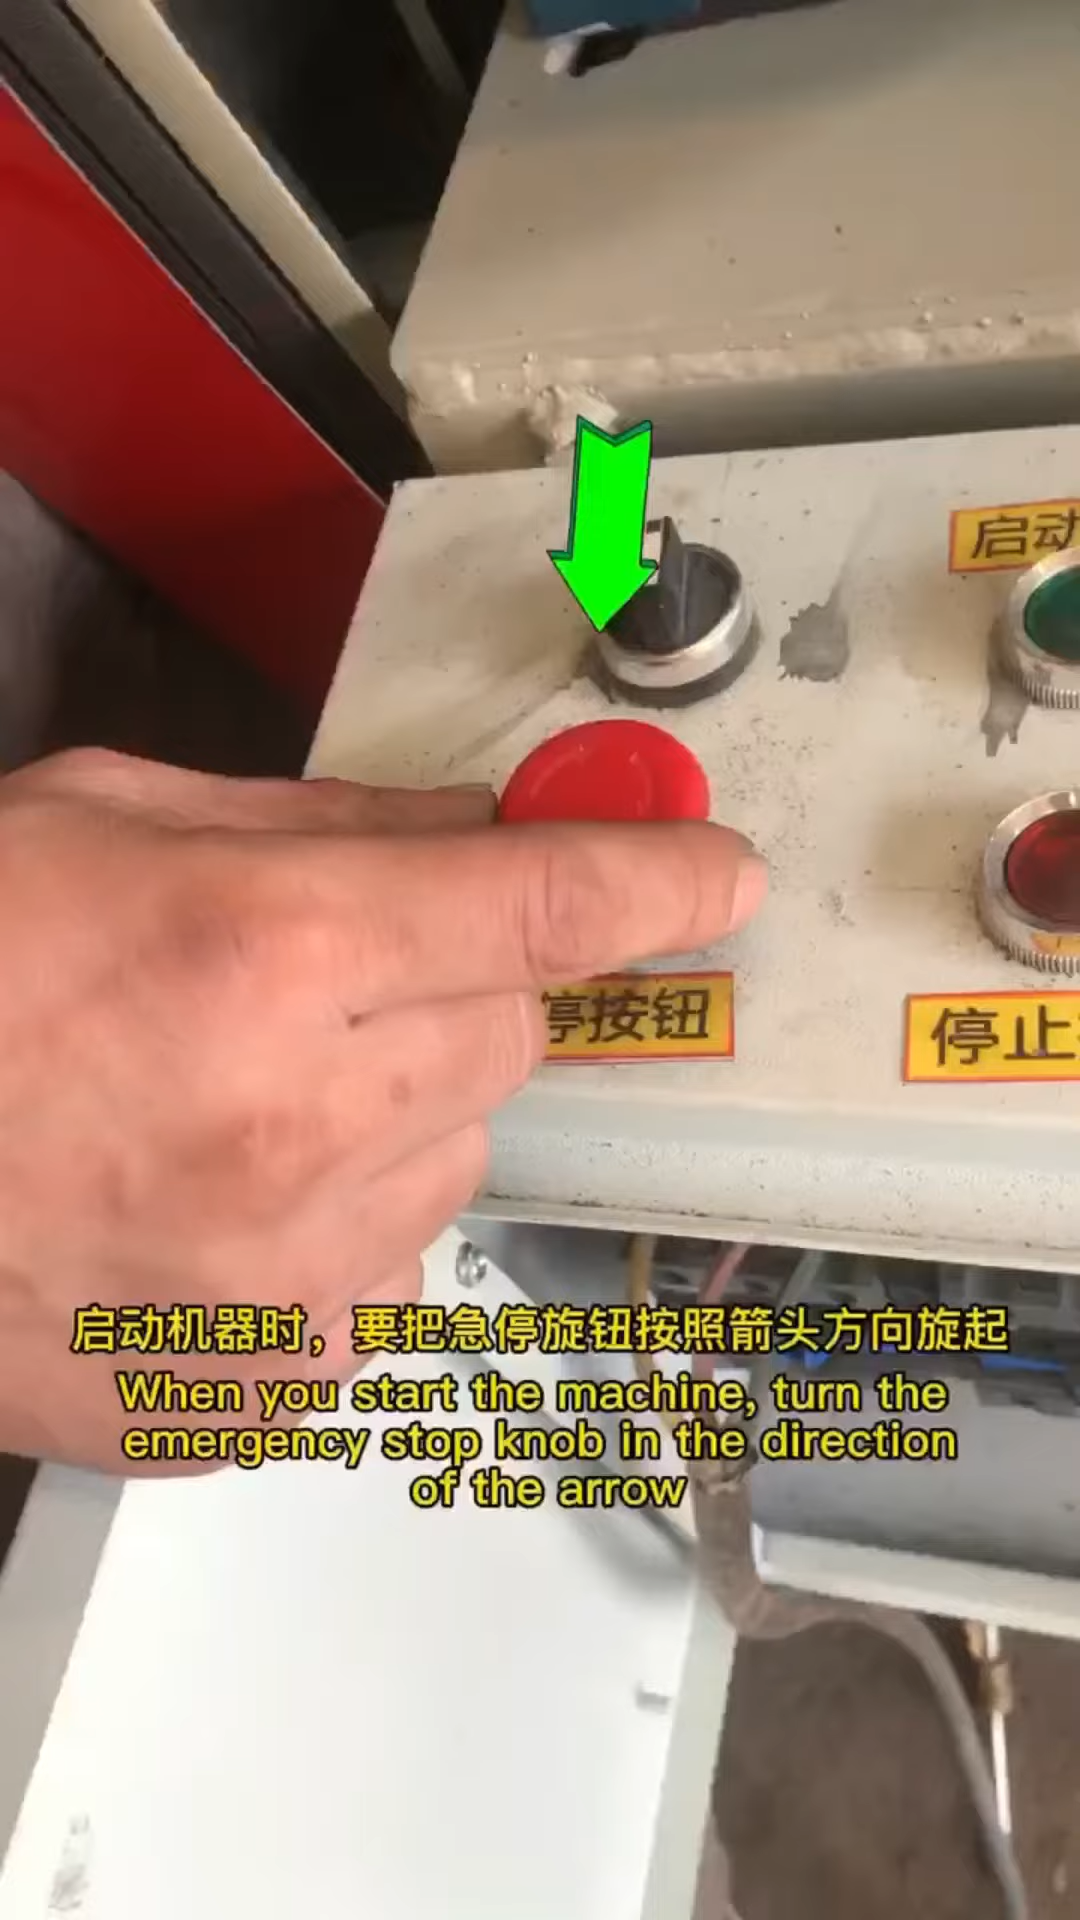 启动
停按钮
停止
启动机器时，要把急停旋钮按照箭头方向旋起
When you start the machine, turn the
emergency stop knob in the direction
of the arrow